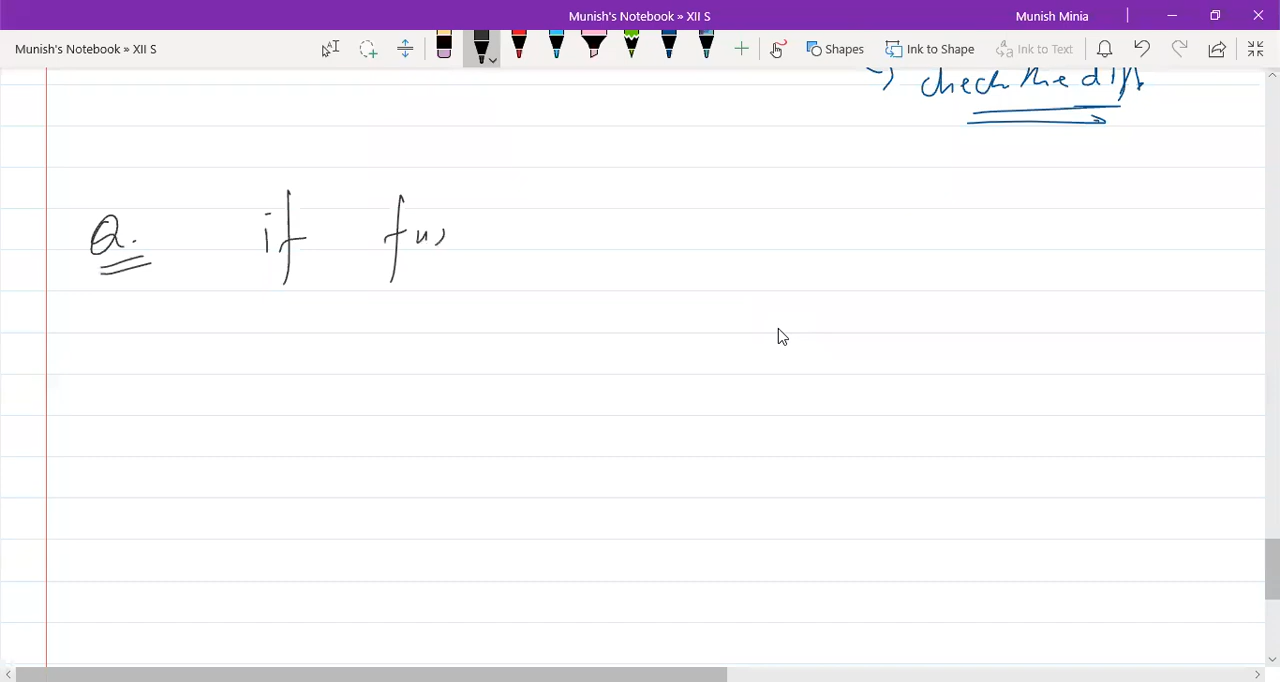 Munish's Notebook » XII S
Munish Minia
Munish's Notebook » XII S
Shapes
Ink to Shape
Ink to Text
check the diff
Q. if f(x)